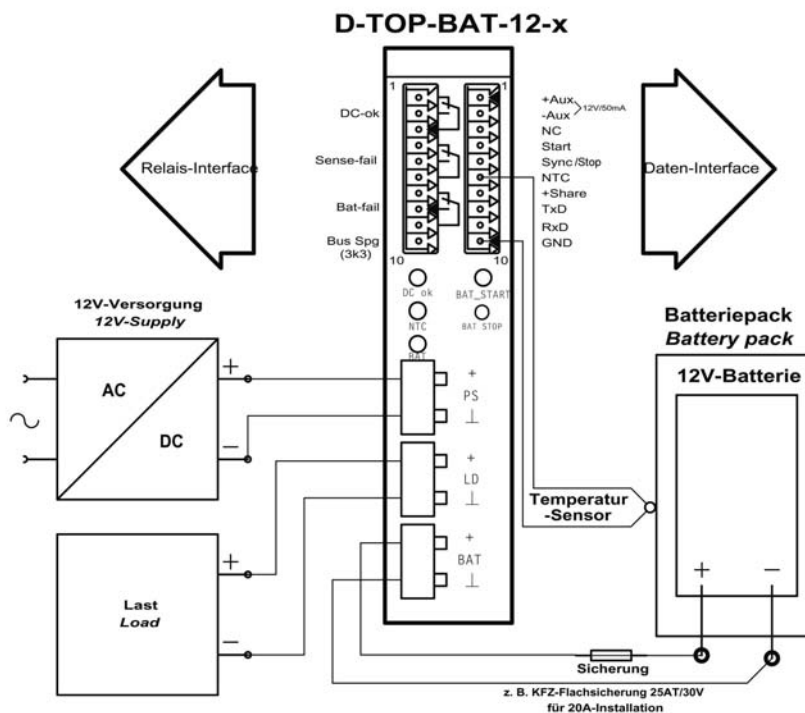 D-TOP-BAT-12-x
1
1
DC-ok
Sense-fail
Bat-fail
Bus Spg
(3k3)
10
10
+Aux
-Aux
12V/50mA
NC
Start
Sync/Stop
NTC
+Share
TxD
RxD
GND
Relais-Interface
Daten-Interface
DC ok
BAT_START
NTC
BAT STOP
BAT
12V-Versorgung
12V-Supply
AC
DC
+
–
+
PS
⊥
+
LD
⊥
+
BAT
⊥
Last
Load
+
–
Batteriepack
Battery pack
12V-Batterie
+
–
Temperatur
-Sensor
Sicherung
z. B. KFZ-Flachsicherung 25AT/30V
für 20A-Installation